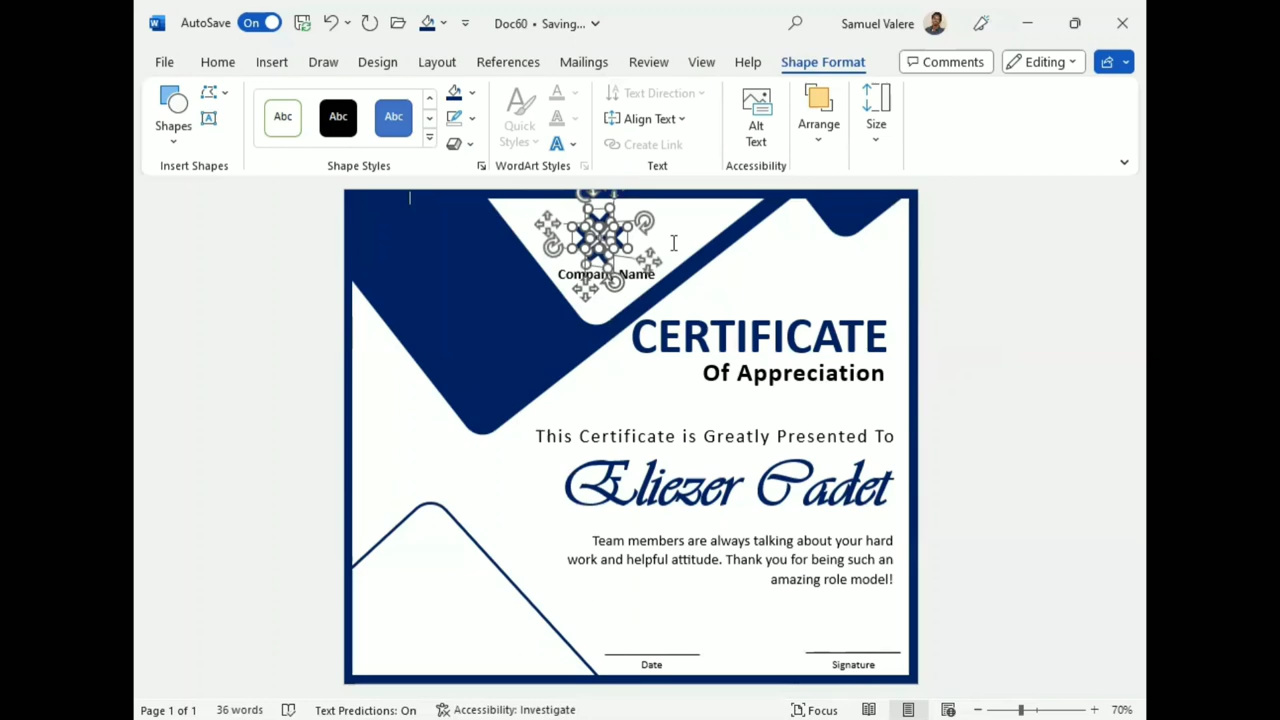 AutoSave On Doc60 • Saving... Samuel Valere
File Home Insert Draw Design Layout References Mailings Review View Help Shape Format Comments Editing
Shapes
Insert Shapes
Abc Abc Abc
Shape Styles
Quick Styles
WordArt Styles
Text Direction
Align Text
Create Link
Text
Alt Text
Accessibility
Arrange
Size
Company Name
CERTIFICATE
Of Appreciation
This Certificate is Greatly Presented To
Eliezer Cadet
Team members are always talking about your hard
work and helpful attitude. Thank you for being such an
amazing role model!
Date
Signature
Page 1 of 1 36 words Text Predictions: On Accessibility: Investigate Focus 70%